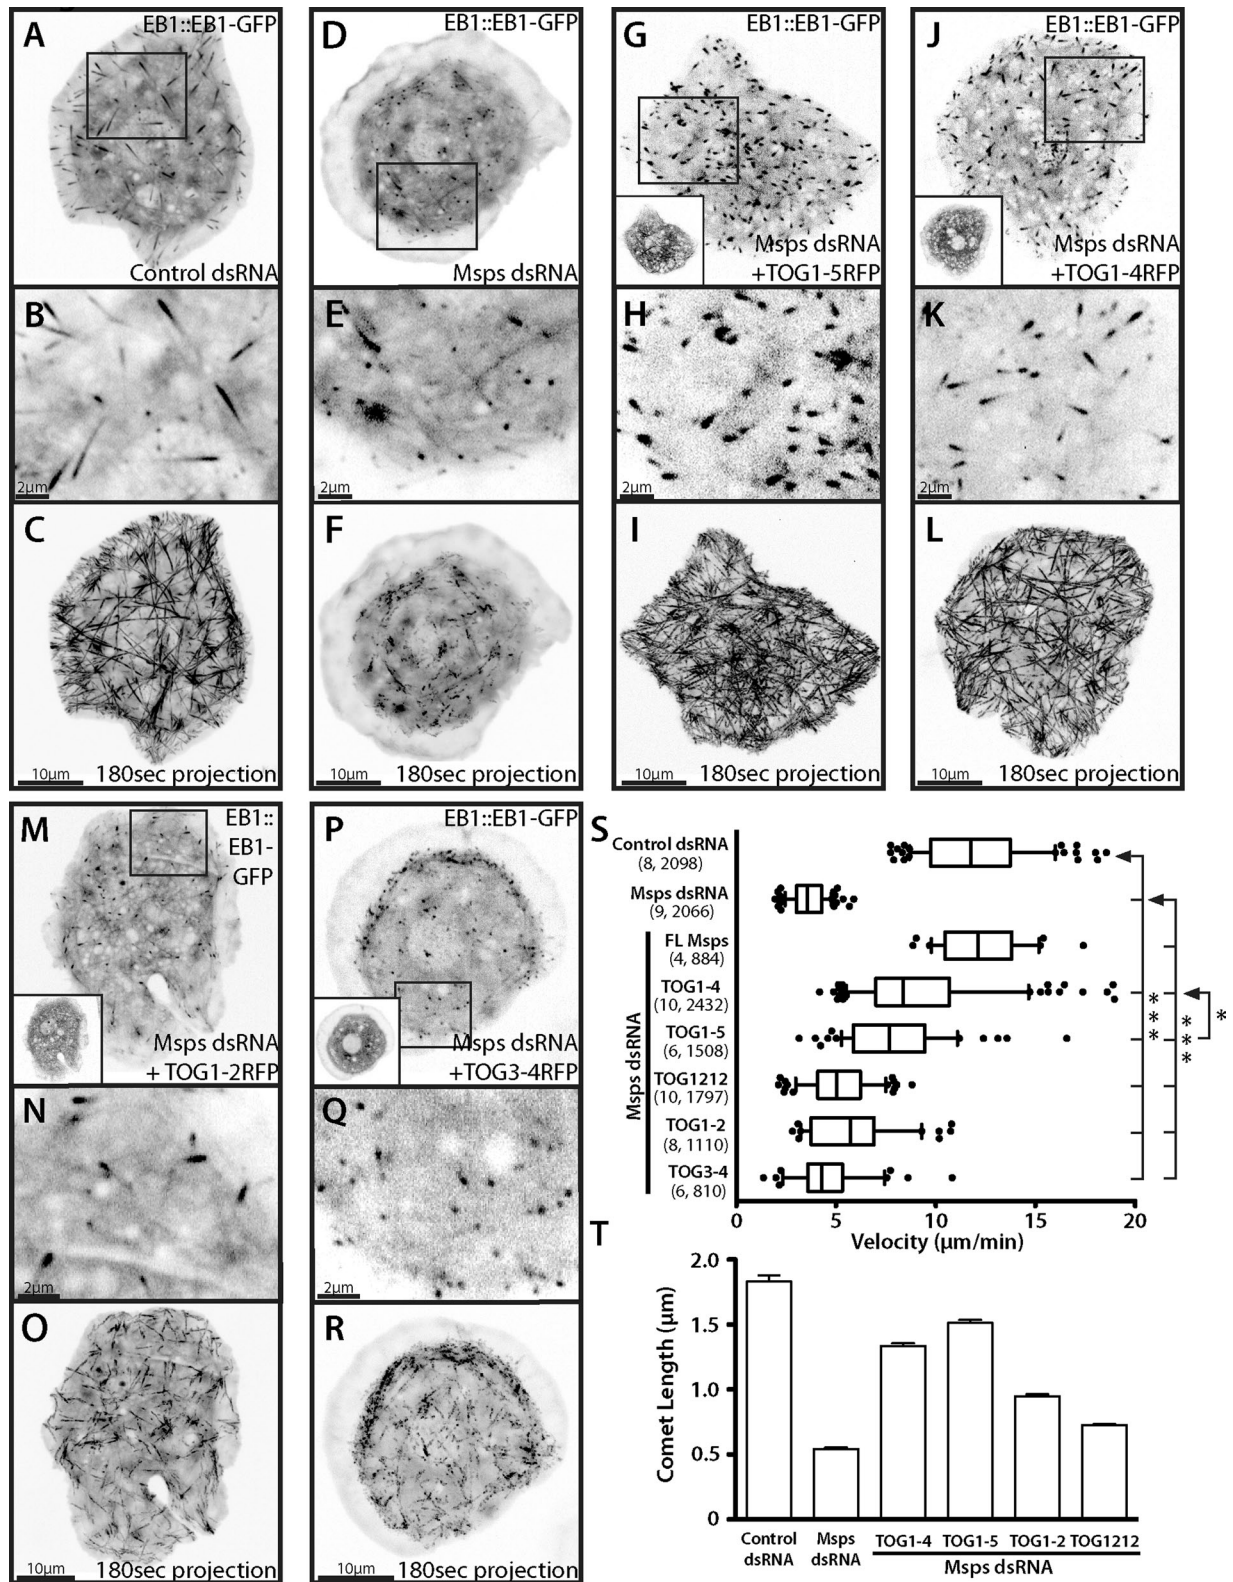 A
EB1::EB1-GFP
Control dsRNA
B
2μm
C
10μm
180sec projection
D
EB1::EB1-GFP
Msps dsRNA
E
2μm
F
10μm
180sec projection
G
EB1::EB1-GFP
Msps dsRNA
+TOG1-5RFP
H
2μm
I
10μm
180sec projection
J
EB1::EB1-GFP
Msps dsRNA
+TOG1-4RFP
K
2μm
L
10μm
180sec projection
M
EB1::
EB1-
GFP
Msps dsRNA
+ TOG1-2RFP
N
2μm
O
10μm
180sec projection
P
EB1::EB1-GFP
Msps dsRNA
+TOG3-4RFP
Q
2μm
R
10μm
180sec projection
S
Control dsRNA
(8, 2098)
Msps dsRNA
(9, 2066)
FL Msps
(4, 884)
TOG1-4
(10, 2432)
TOG1-5
(6, 1508)
TOG1212
(10, 1797)
TOG1-2
(8, 1110)
TOG3-4
(6, 810)
Msps dsRNA
***
***
*
0 5 10 15 20
Velocity (μm/min)
T
2.0
1.5
1.0
0.5
0
Comet Length (μm)
Control
dsRNA
Msps
dsRNA
TOG1-4 TOG1-5 TOG1-2 TOG1212
Msps dsRNA